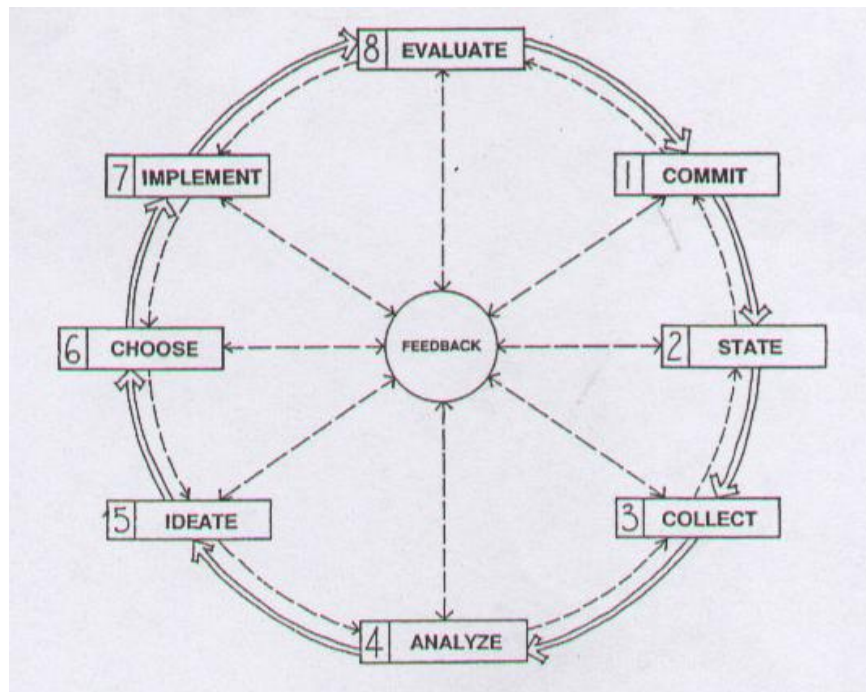 8 EVALUATE
1 COMMIT
2 STATE
3 COLLECT
4 ANALYZE
5 IDEATE
6 CHOOSE
7 IMPLEMENT
FEEDBACK